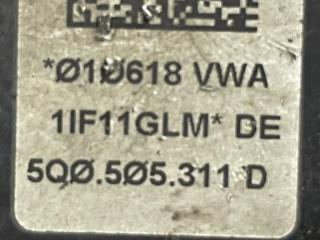 *Ø1Ø618 VWA
1IF11GLM* DE
5QØ.5Ø5.311 D